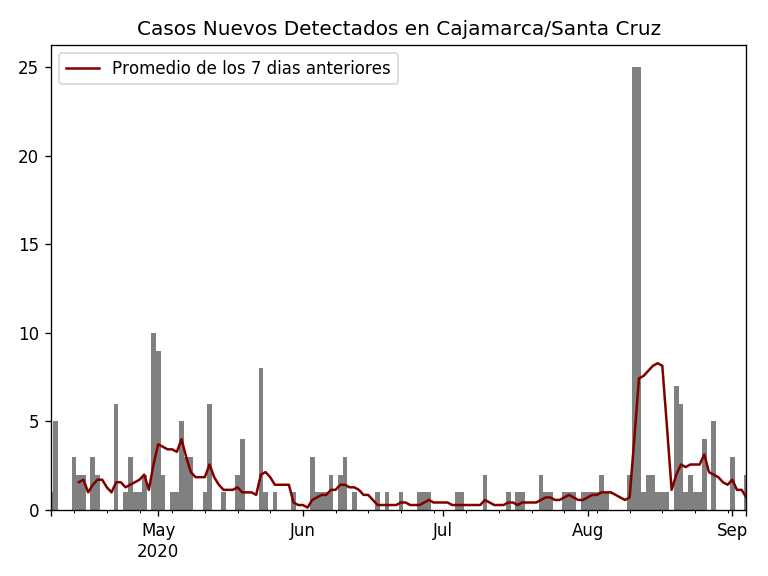 Casos Nuevos Detectados en Cajamarca/Santa Cruz
Promedio de los 7 dias anteriores
25
20
15
10
5
0
May
2020
Jun
Jul
Aug
Sep